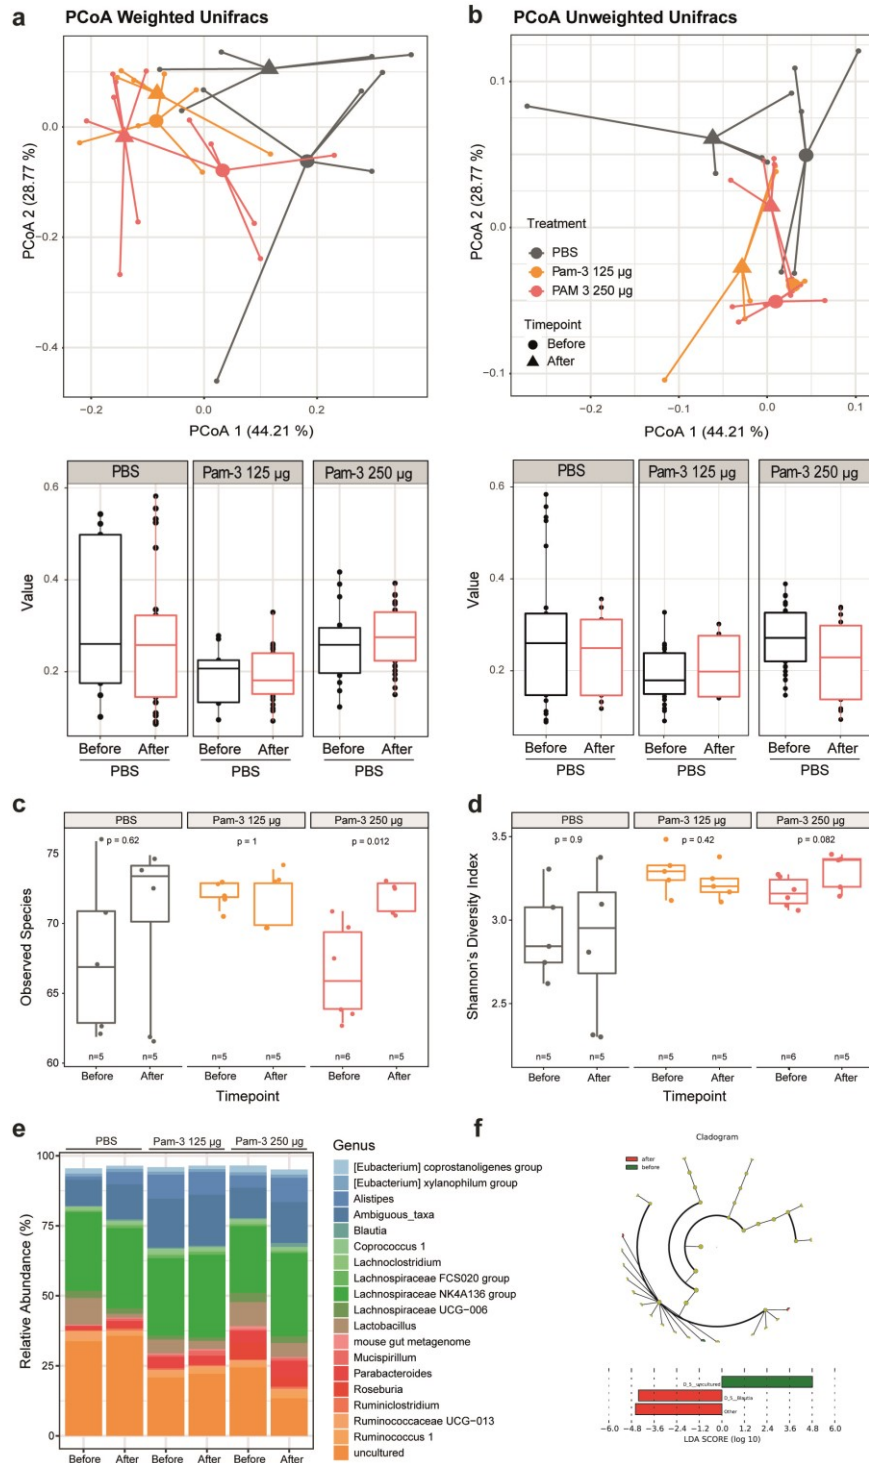 a
PCoA Weighted Unifracs
0.0
−0.2
−0.4
PCoA 2 (28.77 %)
−0.2
0.0
0.2
PCoA 1 (44.21 %)
PBS
Pam-3 125 µg
Pam-3 250 µg
0.6
0.4
0.2
Value
Before
After
Before
After
Before
After
PBS
PBS
PBS
b
PCoA Unweighted Unifracs
0.1
0.0
−0.1
PCoA 2 (28.77 %)
Treatment
PBS
Pam-3 125 µg
PAM 3 250 µg
Timepoint
Before
After
−0.2
−0.1
0.0
0.1
PCoA 1 (44.21 %)
PBS
Pam-3 125 µg
Pam-3 250 µg
0.6
0.4
0.2
Value
Before
After
Before
After
Before
After
PBS
PBS
PBS
c
PBS
Pam-3 125 µg
Pam-3 250 µg
p = 0.62
p = 1
p = 0.012
75
70
65
60
Observed Species
n=5
n=5
n=5
n=5
n=6
n=5
Before
After
Before
After
Before
After
Timepoint
d
PBS
Pam-3 125 µg
Pam-3 250 µg
p = 0.9
p = 0.42
p = 0.082
3.5
3.0
2.5
Shannon's Diversity Index
n=5
n=5
n=5
n=5
n=6
n=5
Before
After
Before
After
Before
After
Timepoint
e
PBS
Pam-3 125 µg
Pam-3 250 µg
100
75
50
25
0
Relative Abundance (%)
Before
After
Before
After
Before
After
Genus
[Eubacterium] coprostanoligenes group
[Eubacterium] xylanophilum group
Alistipes
Ambiguous_taxa
Blautia
Coprococcus 1
Lachnoclostridium
Lachnospiraceae FCS020 group
Lachnospiraceae NK4A136 group
Lachnospiraceae UCG-006
Lactobacillus
mouse gut metagenome
Mucispirillum
Parabacteroides
Roseburia
Ruminiclostridium
Ruminococcaceae UCG-013
Ruminococcus 1
uncultured
f
Cladogram
after
before
D_5__uncultured
D_5__Blautia
Other
−6.0
−4.8
−3.6
−2.4
−1.2
0.0
1.2
2.4
3.6
4.8
6.0
LDA SCORE (log 10)